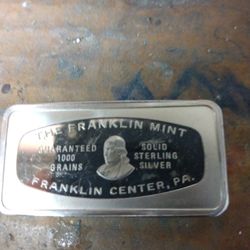 THE FRANKLIN MINT
GUARANTEED
1000
GRAINS
SOLID
STERLING
SILVER
FRANKLIN CENTER, PA.